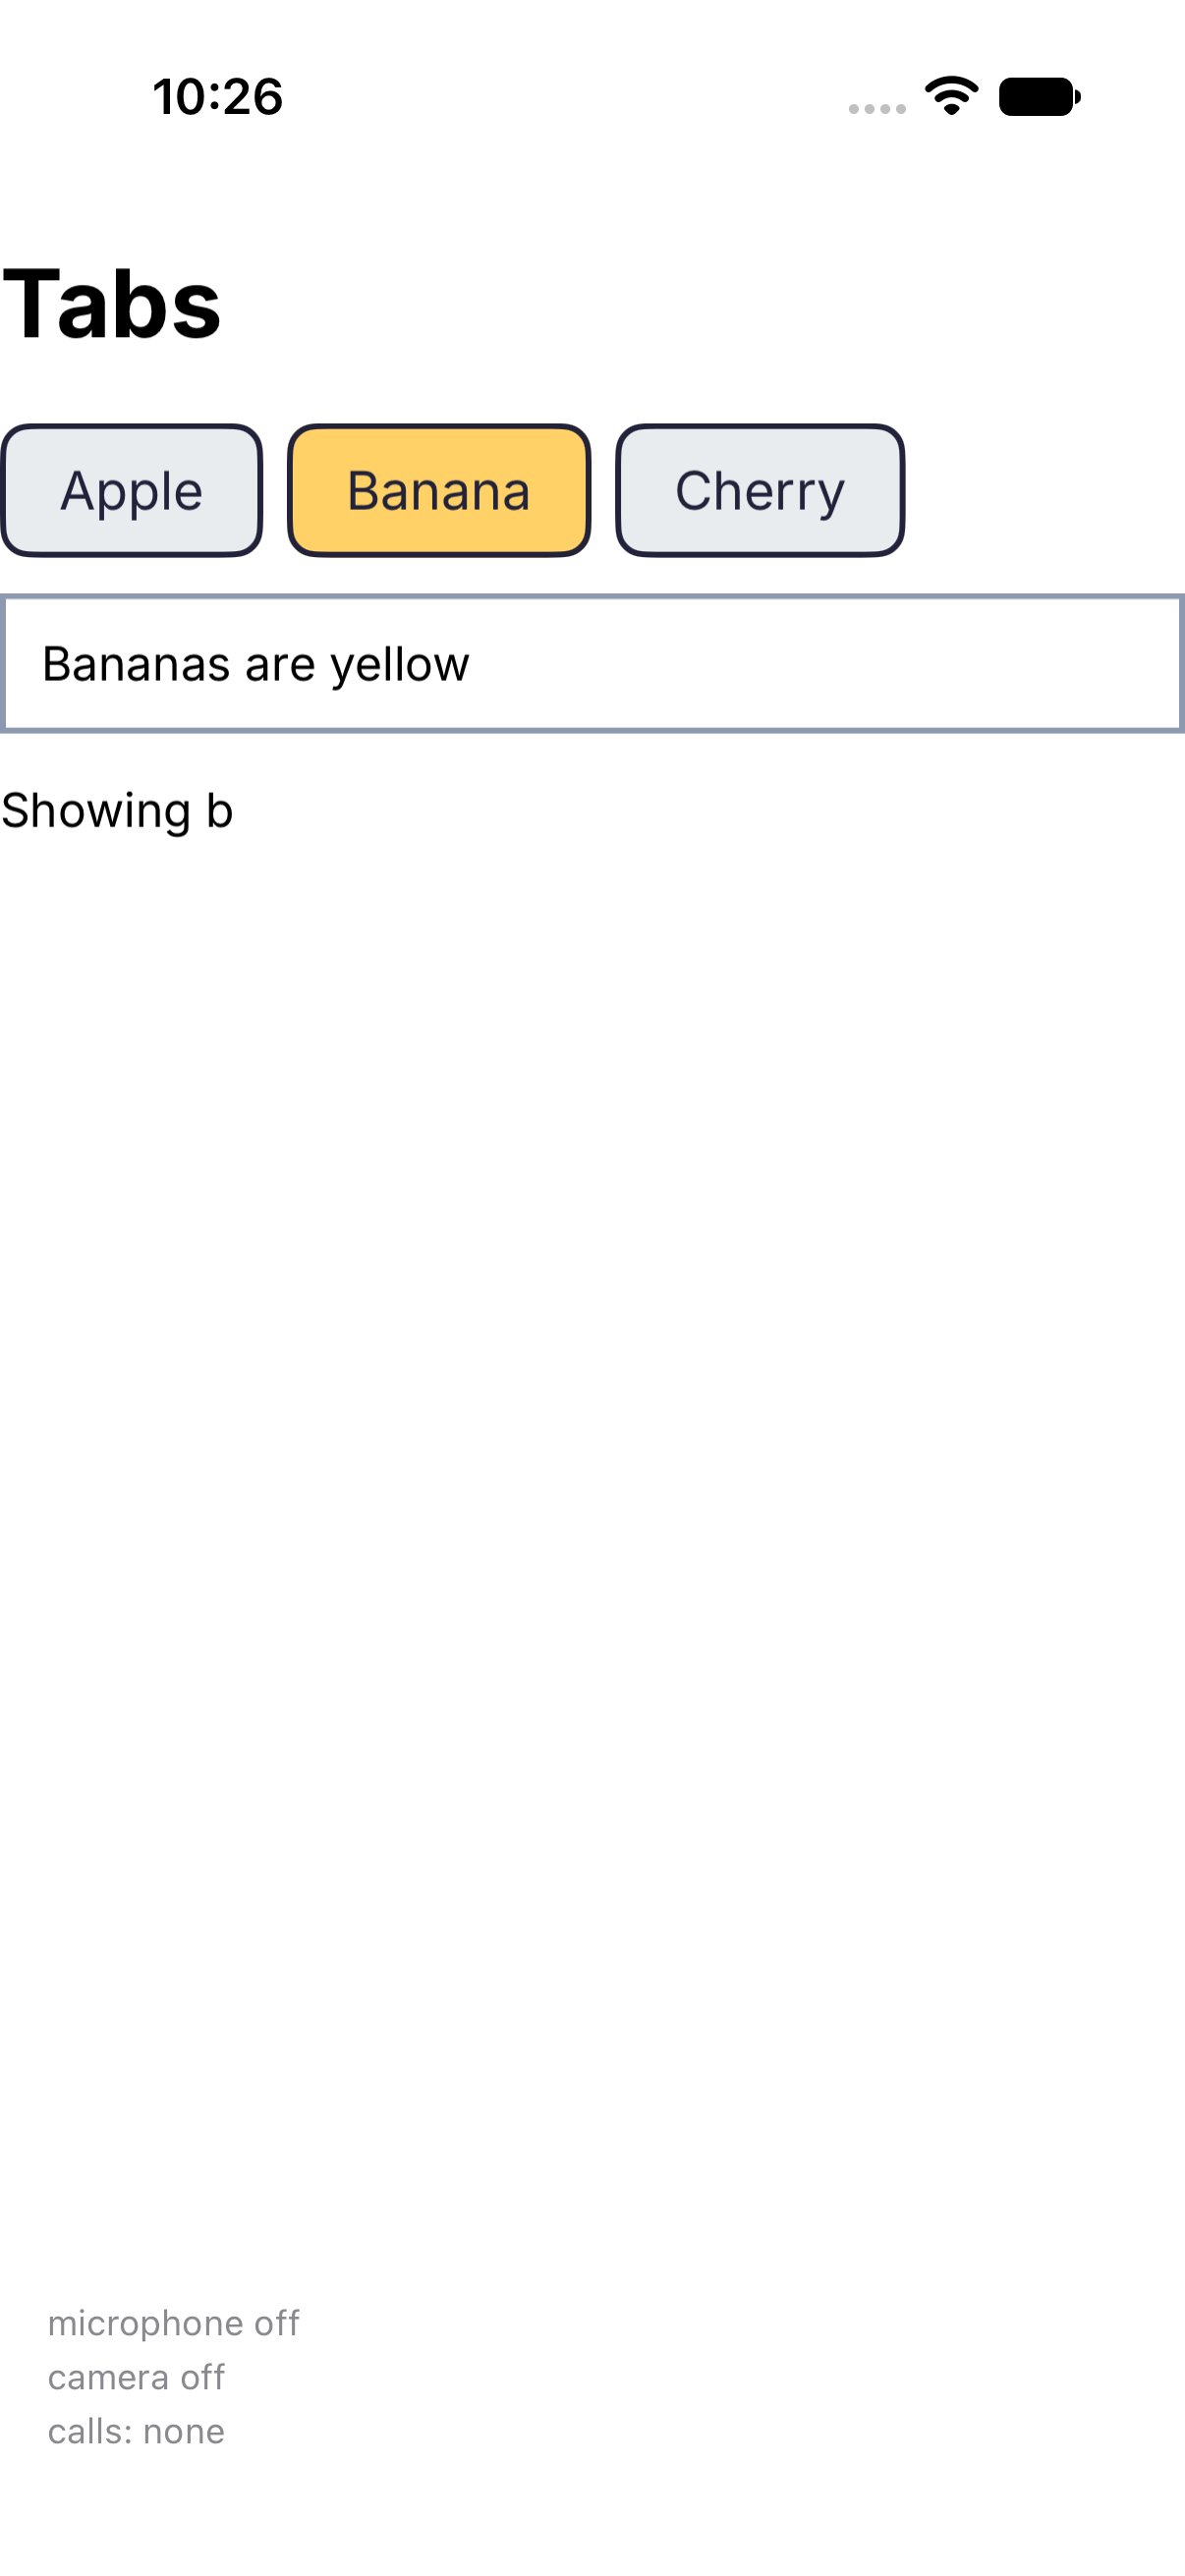 10:26
Tabs
Apple Banana Cherry
Bananas are yellow
Showing b
microphone off
camera off
calls: none